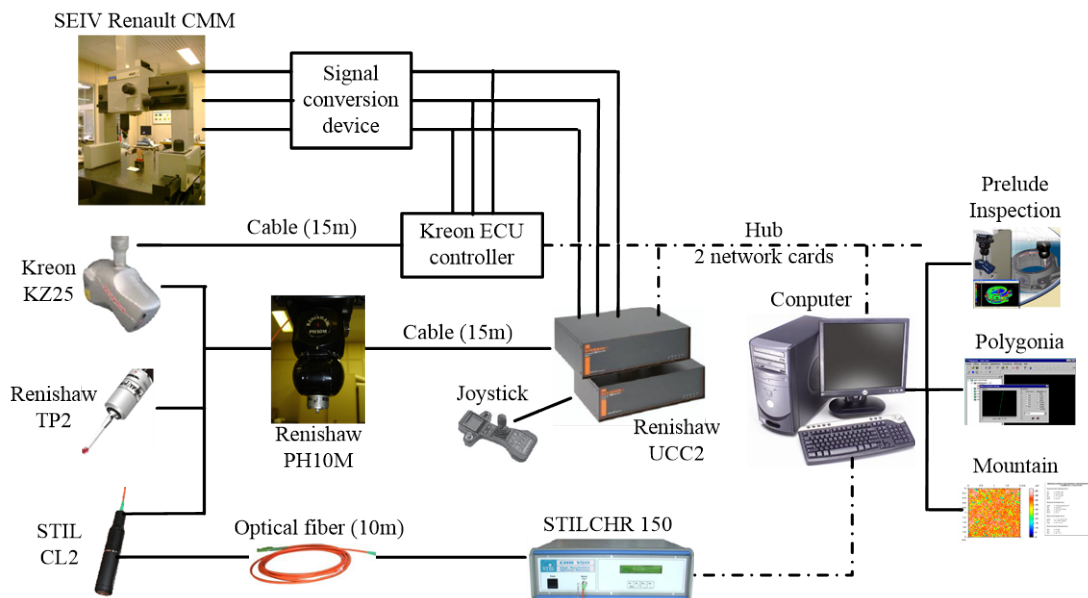 SEIV Renault CMM
Signal
conversion
device
Cable (15m)
Kreon ECU
controller
Hub
2 network cards
Prelude
Inspection
Kreon
KZ25
Cable (15m)
Computer
Polygonia
Renishaw
TP2
Joystick
Renishaw
PH10M
Renishaw
UCC2
Mountain
STIL
CL2
Optical fiber (10m)
STILCHR 150
CHR 150